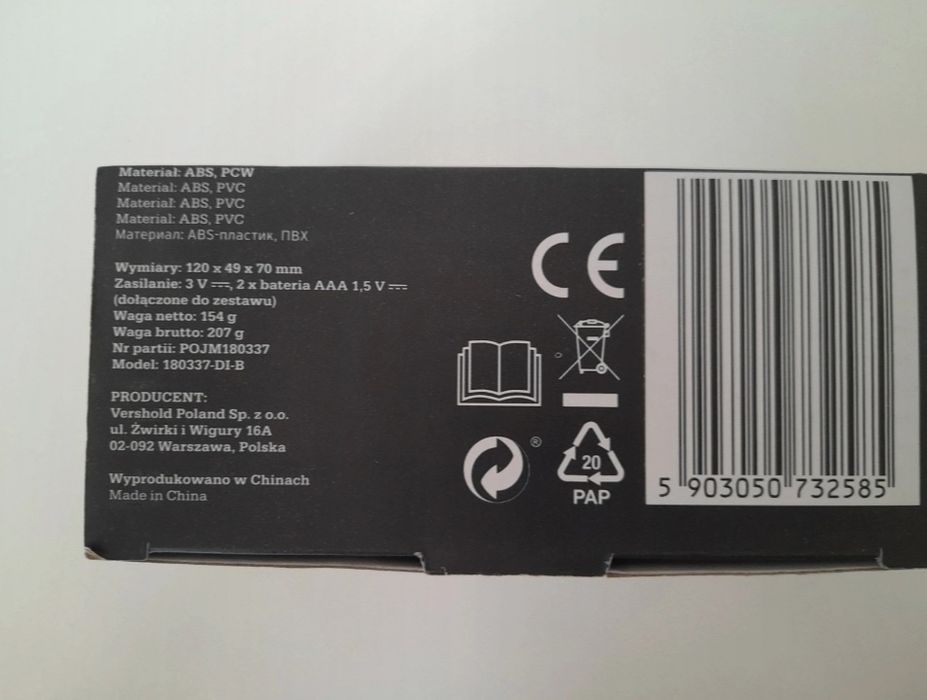 Materiał: ABS, PCW
Material: ABS, PVC
Materiał: ABS, PVC
Material: ABS, PVC
Материал: ABS-пластик, ПВХ
Wymiary: 120 x 49 x 70 mm
Zasilanie: 3 V ⎓, 2 x bateria AAA 1,5 V ⎓
(dołączone do zestawu)
Waga netto: 154 g
Waga brutto: 207 g
Nr partii: POJM180337
Model: 180337-DI-B
PRODUCENT:
Vershold Poland Sp. z o.o.
ul. Żwirki i Wigury 16A
02-092 Warszawa, Polska
Wyprodukowano w Chinach
Made in China
CE
®
20
PAP
5 903050 732585